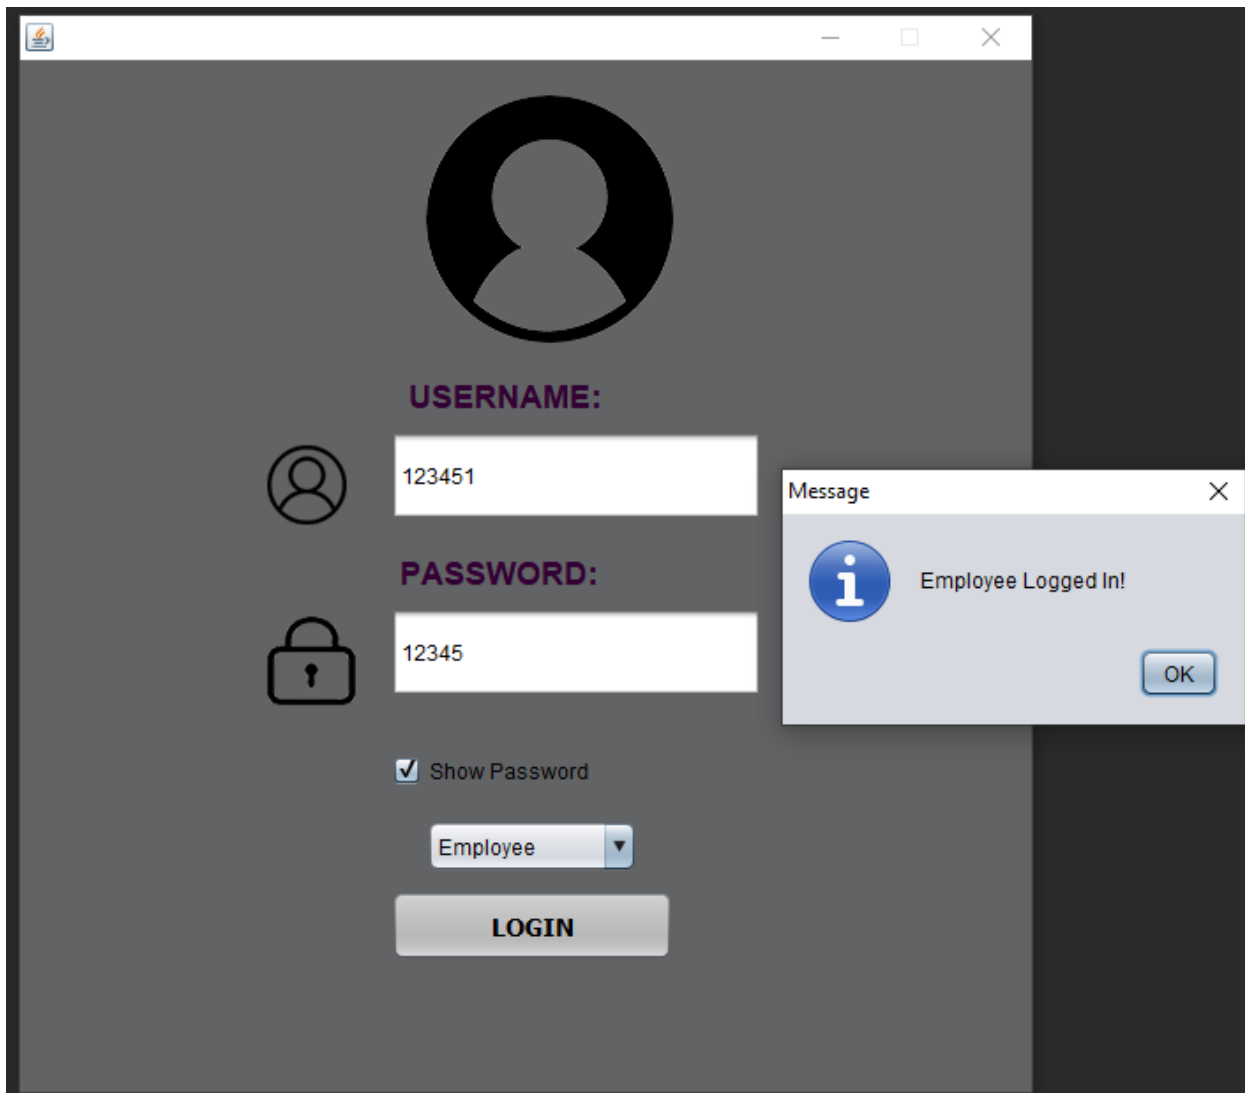 USERNAME:
123451
Message
PASSWORD:
Employee Logged In!
12345
OK
Show Password
Employee
LOGIN